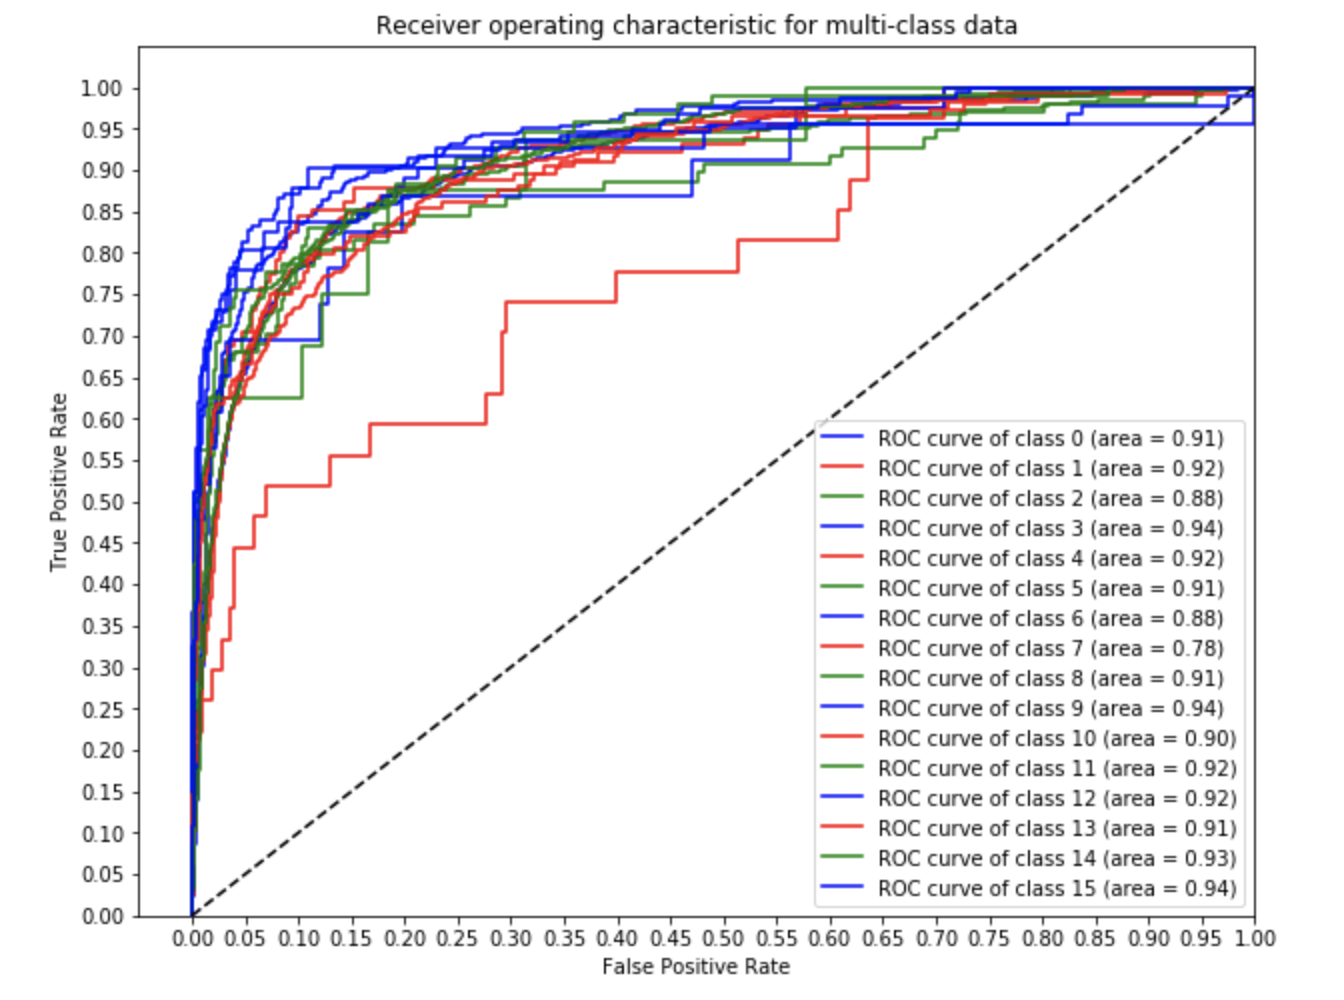 Receiver operating characteristic for multi-class data
1.00
0.95
0.90
0.85
0.80
0.75
0.70
0.65
0.60
0.55
0.50
0.45
0.40
0.35
0.30
0.25
0.20
0.15
0.10
0.05
0.00
True Positive Rate
ROC curve of class 0 (area = 0.91)
ROC curve of class 1 (area = 0.92)
ROC curve of class 2 (area = 0.88)
ROC curve of class 3 (area = 0.94)
ROC curve of class 4 (area = 0.92)
ROC curve of class 5 (area = 0.91)
ROC curve of class 6 (area = 0.88)
ROC curve of class 7 (area = 0.78)
ROC curve of class 8 (area = 0.91)
ROC curve of class 9 (area = 0.94)
ROC curve of class 10 (area = 0.90)
ROC curve of class 11 (area = 0.92)
ROC curve of class 12 (area = 0.92)
ROC curve of class 13 (area = 0.91)
ROC curve of class 14 (area = 0.93)
ROC curve of class 15 (area = 0.94)
0.00 0.05 0.10 0.15 0.20 0.25 0.30 0.35 0.40 0.45 0.50 0.55 0.60 0.65 0.70 0.75 0.80 0.85 0.90 0.95 1.00
False Positive Rate